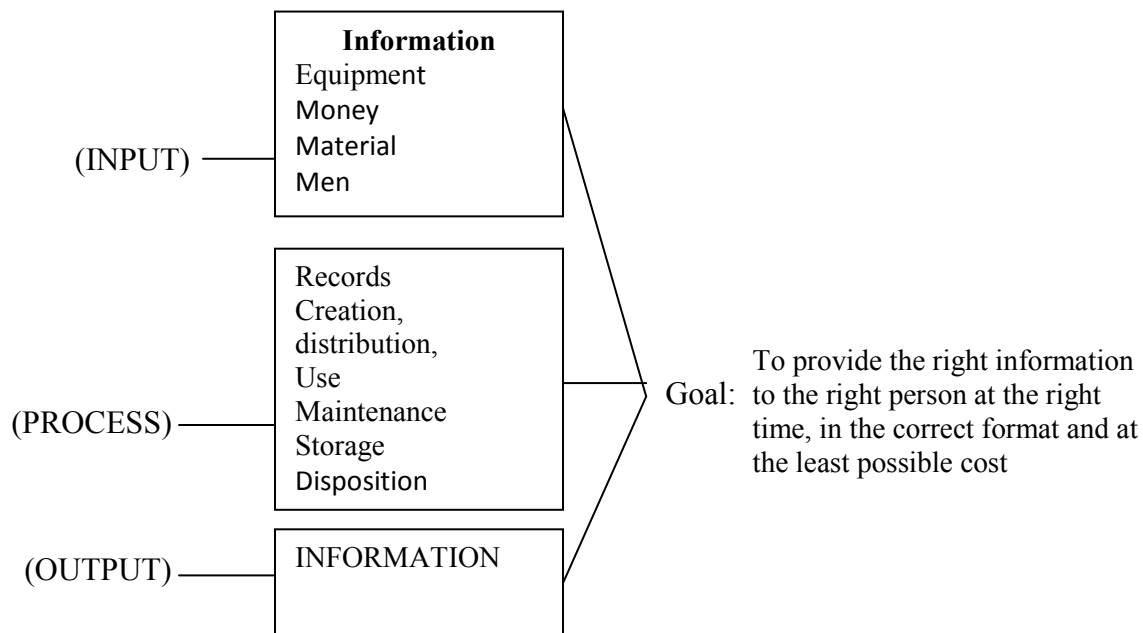 Information
Equipment
Money
(INPUT)
Material
Men
Records
Creation,
distribution,
Use
Maintenance
(PROCESS)
Storage
Disposition
(OUTPUT)
INFORMATION
Goal:
To provide the right information
to the right person at the right
time, in the correct format and at
the least possible cost